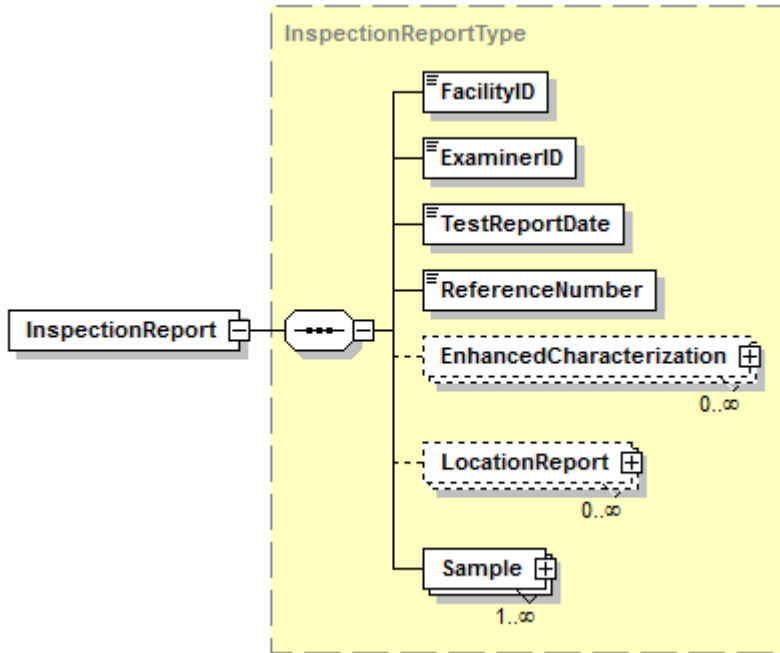 InspectionReportType
FacilityID
ExaminerID
TestReportDate
ReferenceNumber
InspectionReport
EnhancedCharacterization
0..∞
LocationReport
0..∞
Sample
1..∞